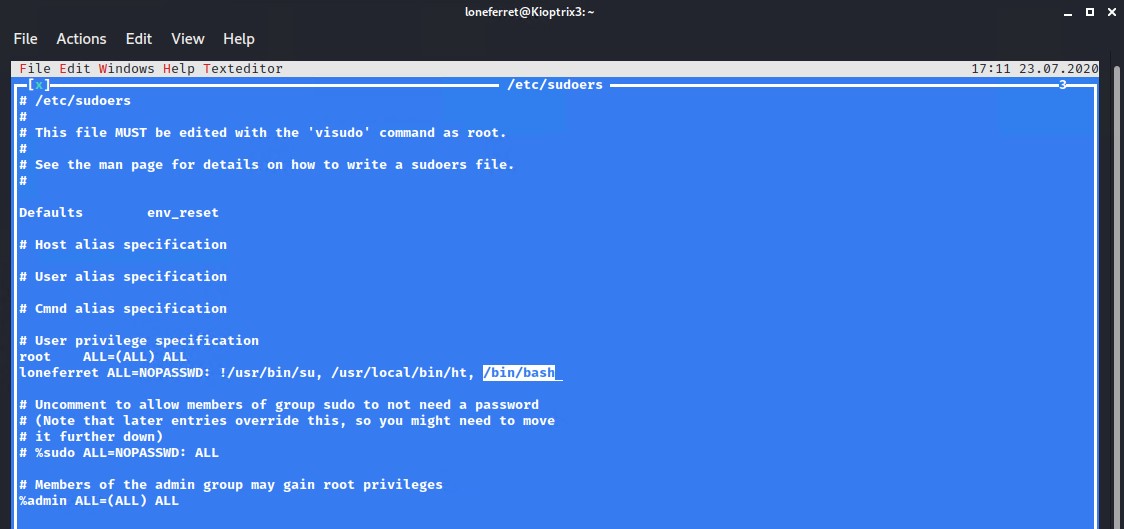 loneferret@Kioptrix3: ~
File Actions Edit View Help
File Edit Windows Help Texteditor 17:11 23.07.2020
[x] /etc/sudoers 3
# /etc/sudoers
#
# This file MUST be edited with the 'visudo' command as root.
#
# See the man page for details on how to write a sudoers file.
#
Defaults        env_reset
# Host alias specification
# User alias specification
# Cmnd alias specification
# User privilege specification
root    ALL=(ALL) ALL
loneferret ALL=NOPASSWD: !/usr/bin/su, /usr/local/bin/ht, /bin/bash_
# Uncomment to allow members of group sudo to not need a password
# (Note that later entries override this, so you might need to move
# it further down)
# %sudo ALL=NOPASSWD: ALL
# Members of the admin group may gain root privileges
%admin ALL=(ALL) ALL